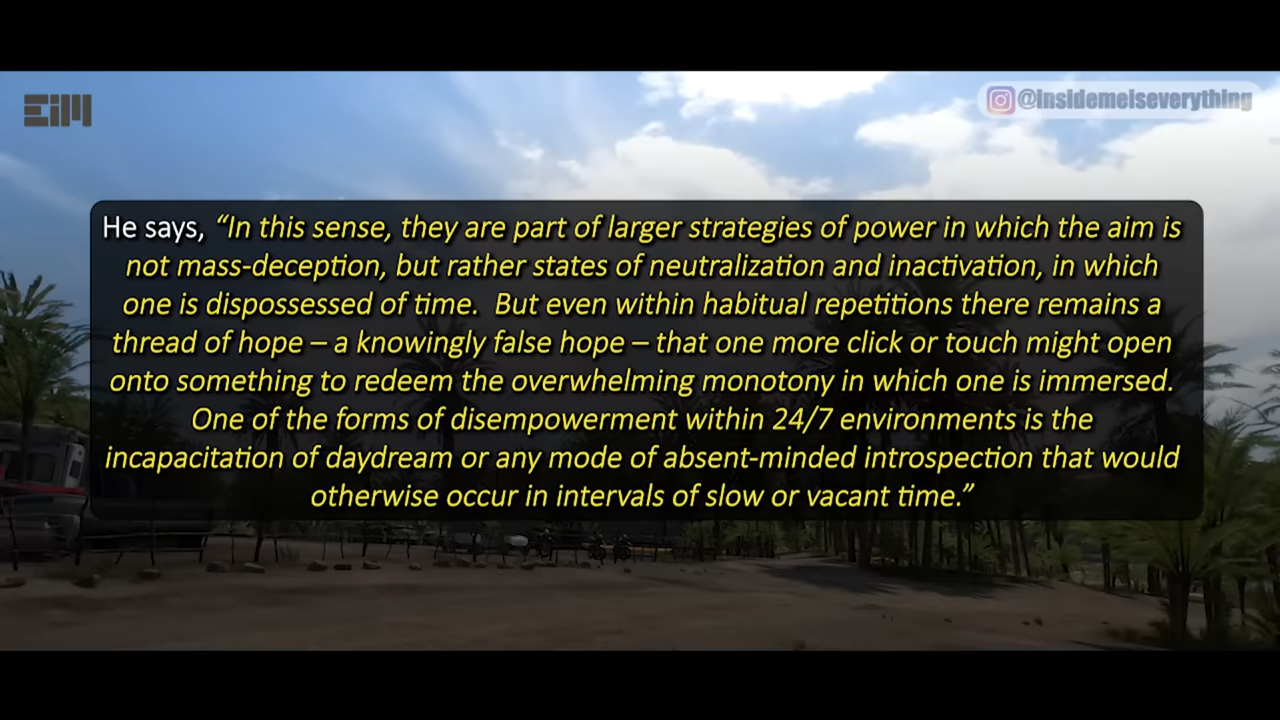 EIM
@insidemeiseverything
He says, “In this sense, they are part of larger strategies of power in which the aim is
not mass-deception, but rather states of neutralization and inactivation, in which
one is dispossessed of time.  But even within habitual repetitions there remains a
thread of hope – a knowingly false hope – that one more click or touch might open
onto something to redeem the overwhelming monotony in which one is immersed.
One of the forms of disempowerment within 24/7 environments is the
incapacitation of daydream or any mode of absent-minded introspection that would
otherwise occur in intervals of slow or vacant time.”